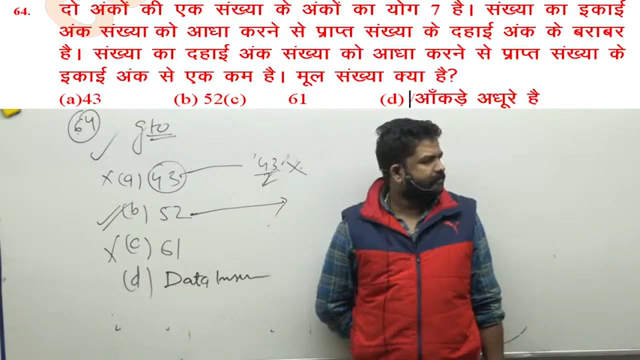 64. दो अंकों की एक संख्या के अंकों का योग 7 है। संख्या का इकाई
अंक संख्या को आधा करने से प्राप्त संख्या के दहाई अंक के बराबर
है। संख्या का दहाई अंक संख्या को आधा करने से प्राप्त संख्या के
इकाई अंक से एक कम है। मूल संख्या क्या है?
(a)43 (b) 52(c) 61 (d) आँकड़े अधूरे है
64 gto
(a) 43 43/2 x
(b) 52
x (c) 61
(d) Data